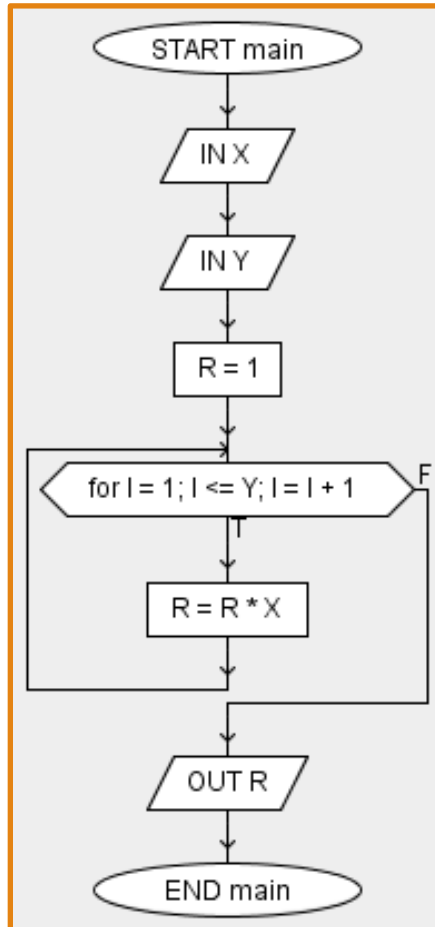 START main
IN X
IN Y
R = 1
for I = 1; I <= Y; I = I + 1
F
T
R = R * X
OUT R
END main